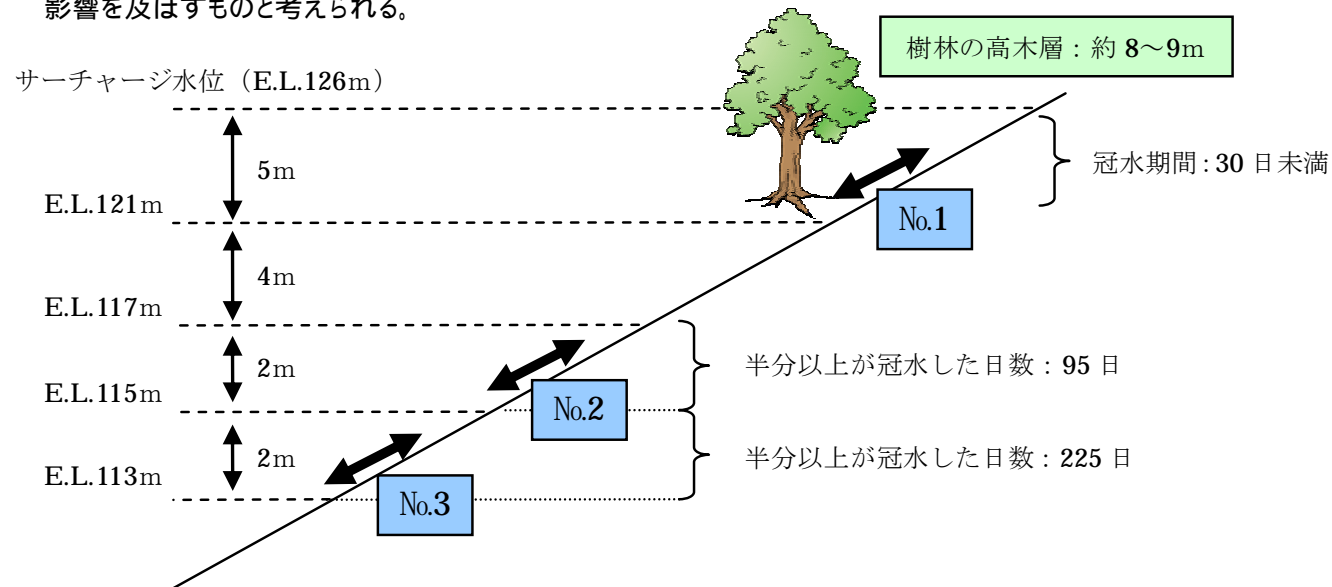 影響を及ぼすものと考えられる。
樹林の高木層：約 8～9m
サーチャージ水位（E.L.126m）
5m
冠水期間：30 日未満
E.L.121m
No.1
4m
E.L.117m
2m
半分以上が冠水した日数：95 日
E.L.115m
No.2
2m
半分以上が冠水した日数：225 日
E.L.113m
No.3